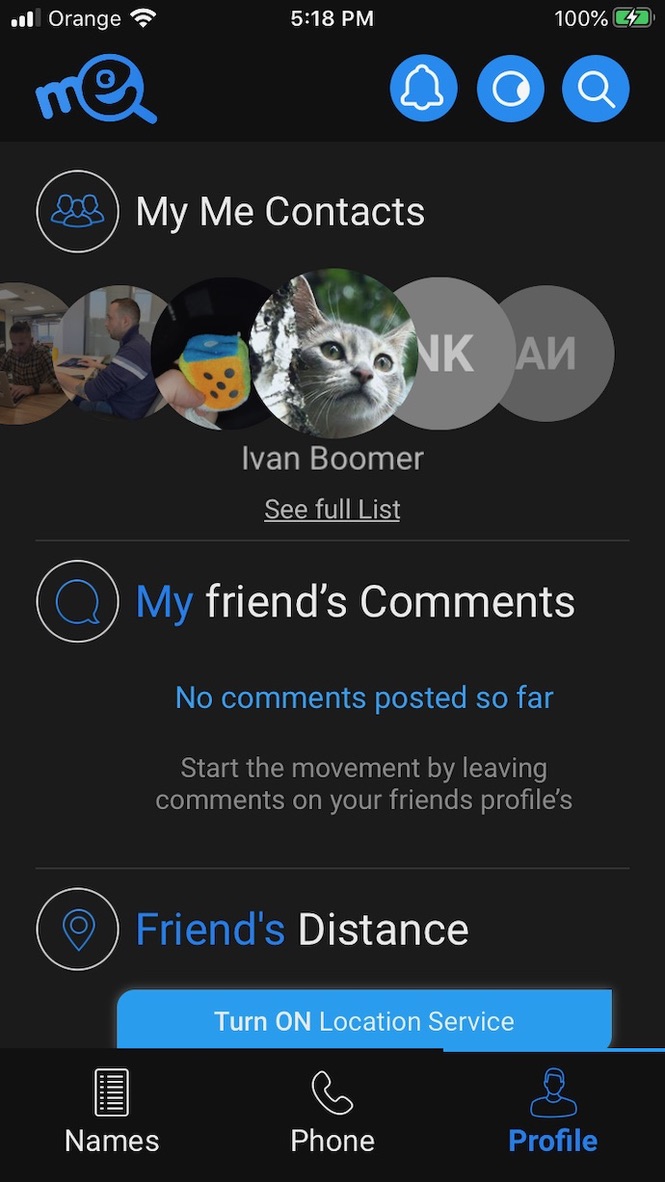 Orange 5:18 PM 100%
me
My Me Contacts
NK AN
Ivan Boomer
See full List
My friend’s Comments
No comments posted so far
Start the movement by leaving
comments on your friends profile’s
Friend's Distance
Turn ON Location Service
Names Phone Profile